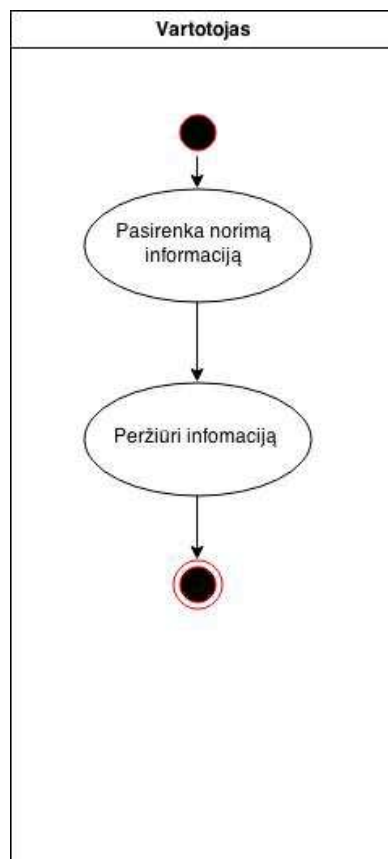 Vartotojas
Pasirenka norimą
informaciją
Peržiūri infomaciją